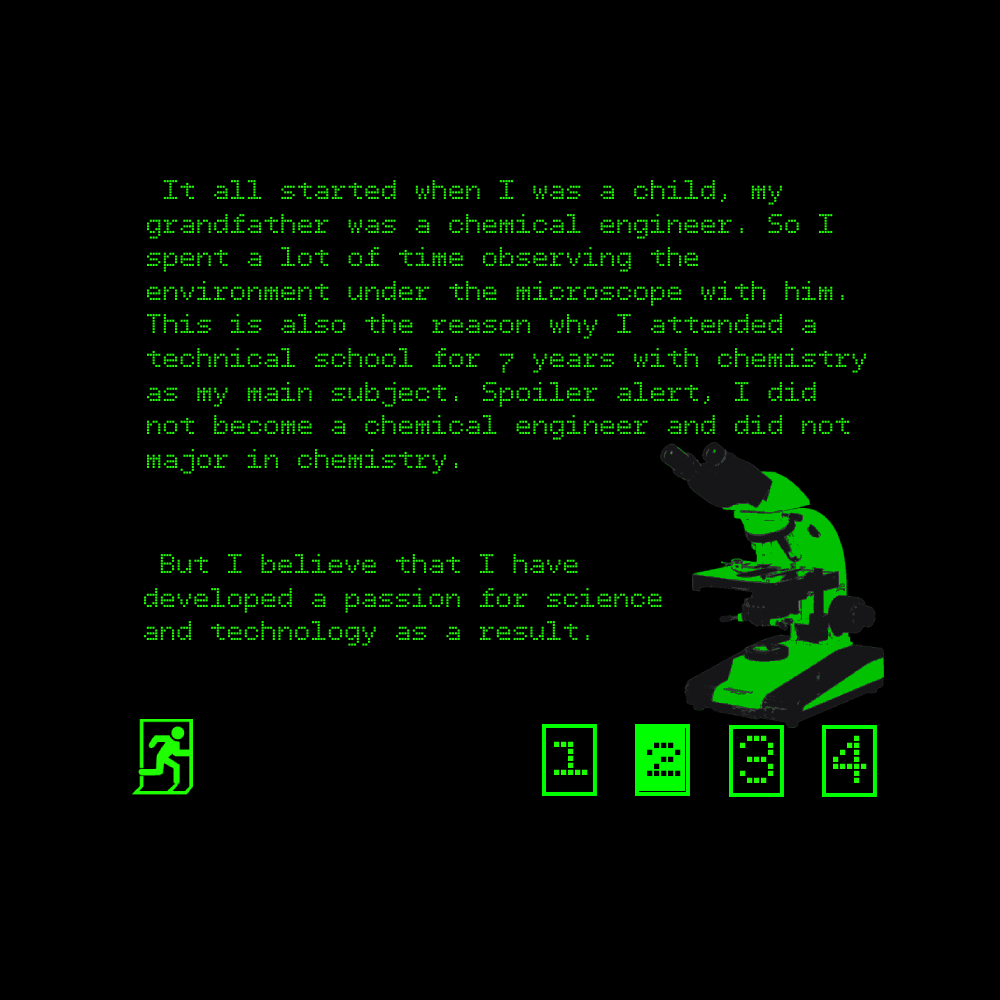 It all started when I was a child, my
grandfather was a chemical engineer. So I
spent a lot of time observing the
environment under the microscope with him.
This is also the reason why I attended a
technical school for 7 years with chemistry
as my main subject. Spoiler alert, I did
not become a chemical engineer and did not
major in chemistry.
But I believe that I have
developed a passion for science
and technology as a result.
1 2 3 4